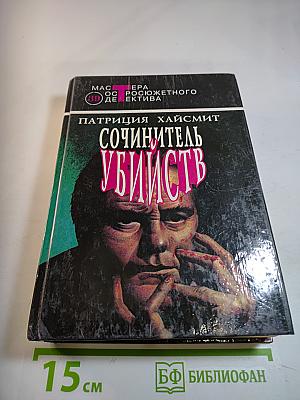 МАСТЕРА
ОСТРОСЮЖЕТНОГО
ДЕТЕКТИВА
ПАТРИЦИЯ ХАЙСМИТ
СОЧИНИТЕЛЬ
УБИЙСТВ
15 см
БФ БИБЛИОФАН